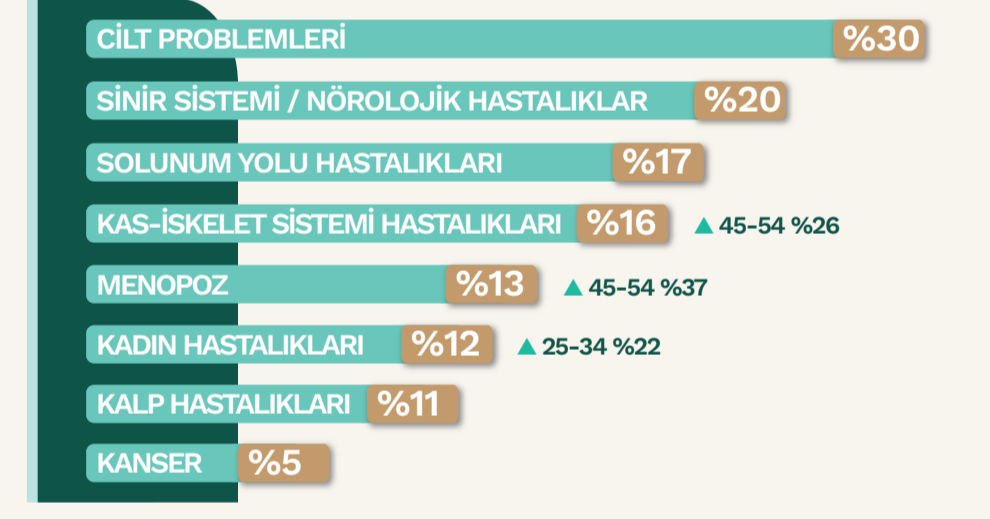 CİLT PROBLEMLERİ %30
SİNİR SİSTEMİ / NÖROLOJİK HASTALIKLAR %20
SOLUNUM YOLU HASTALIKLARI %17
KAS-İSKELET SİSTEMİ HASTALIKLARI %16 ▲ 45-54 %26
MENOPOZ %13 ▲ 45-54 %37
KADIN HASTALIKLARI %12 ▲ 25-34 %22
KALP HASTALIKLARI %11
KANSER %5